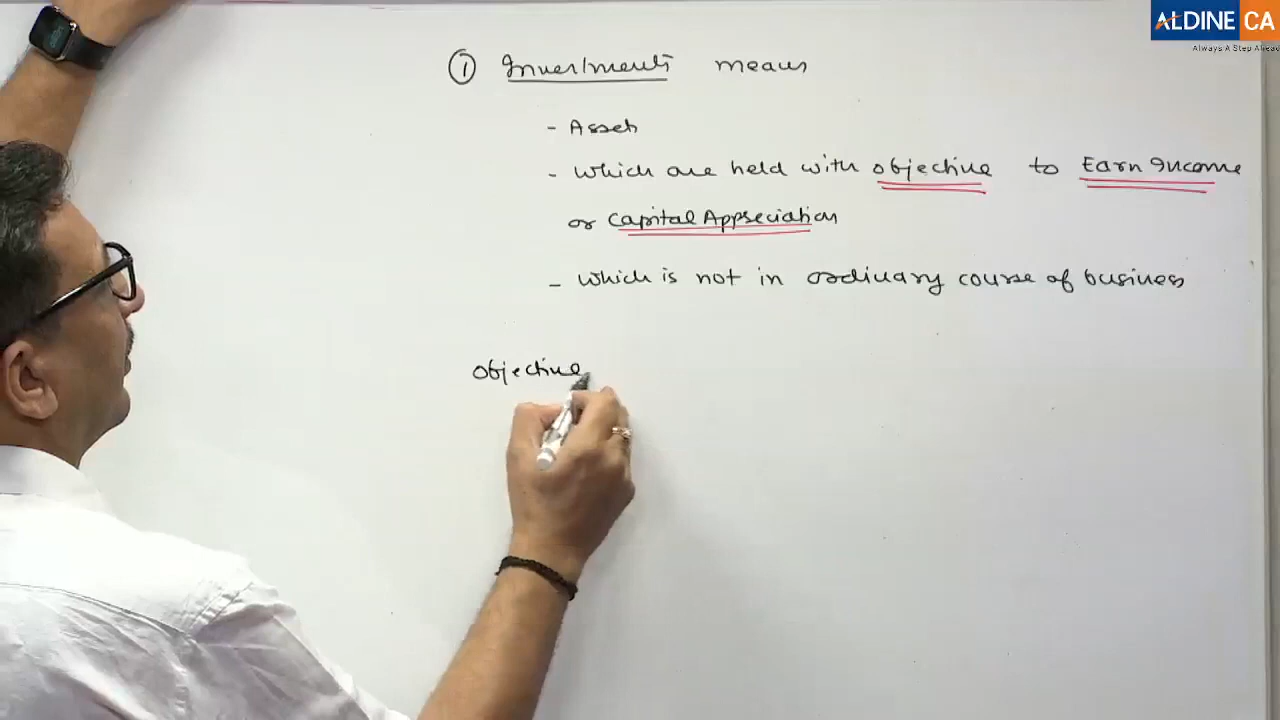 ALDINE CA
Always A Step Ahead
① Investments means
- Assets
- which are held with objective to Earn Income
or capital Appreciation
- which is not in ordinary course of business
objective